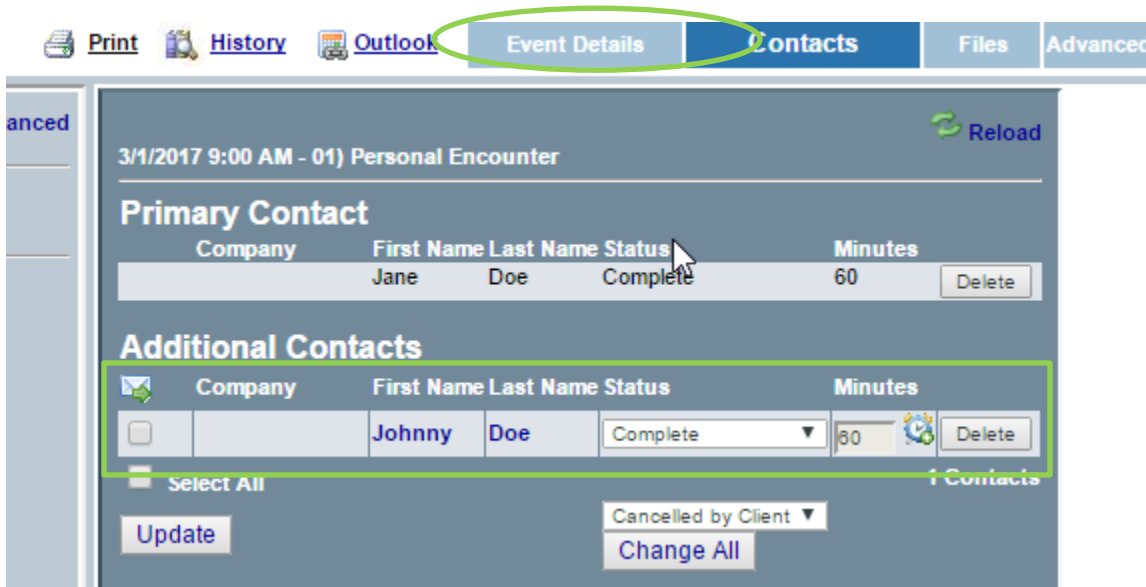 Print History Outlook Event Details Contacts Files Advanced
anced
Reload
3/1/2017 9:00 AM - 01) Personal Encounter
Primary Contact
Company First Name Last Name Status Minutes
Jane Doe Complete 60 Delete
Additional Contacts
Company First Name Last Name Status Minutes
Johnny Doe Complete 60 Delete
Select All 1 Contacts
Cancelled by Client
Update
Change All